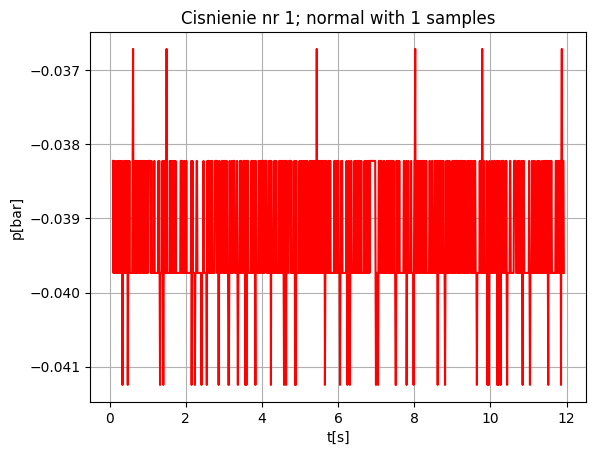 Cisnienie nr 1; normal with 1 samples
−0.037
−0.038
−0.039
−0.040
−0.041
p[bar]
0 2 4 6 8 10 12
t[s]